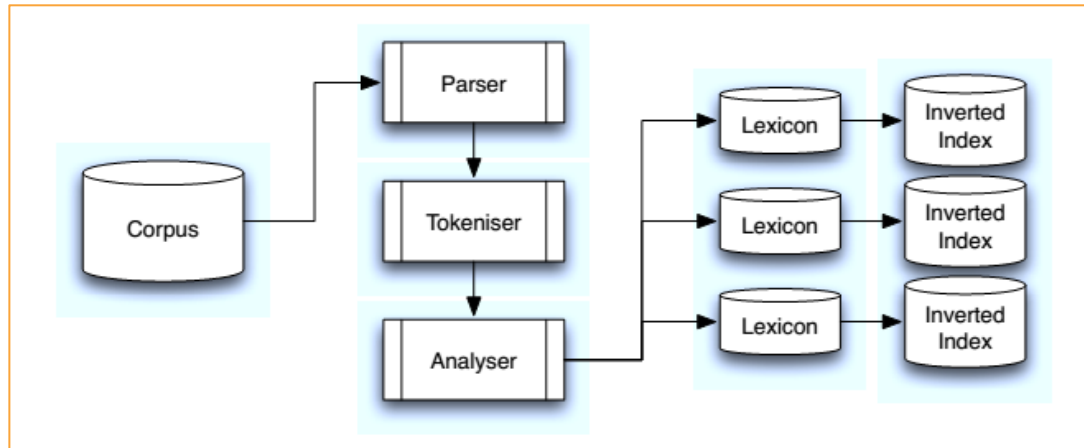 Corpus
Parser
Tokeniser
Analyser
Lexicon
Inverted
Index
Lexicon
Inverted
Index
Lexicon
Inverted
Index